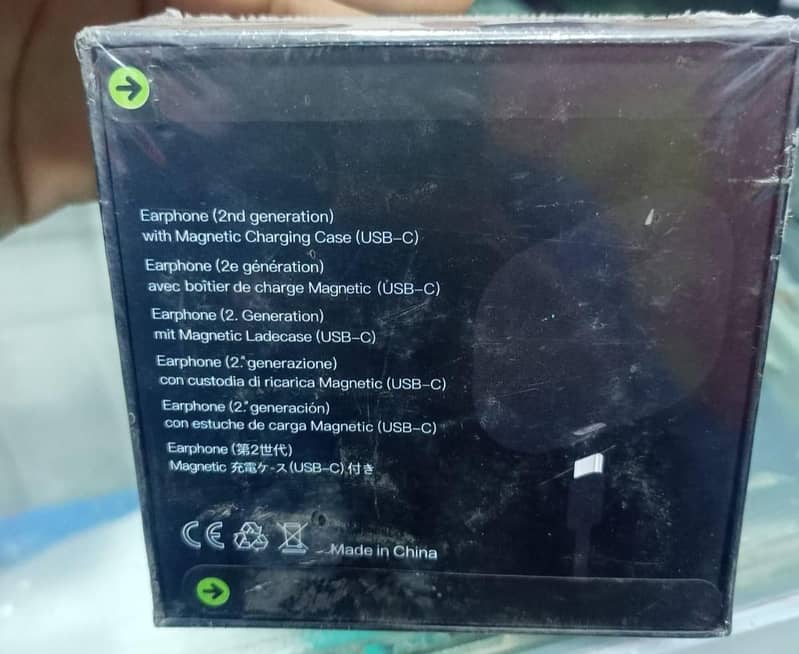 Earphone (2nd generation)
with Magnetic Charging Case (USB-C)
Earphone (2e génération)
avec boîtier de charge Magnetic (USB-C)
Earphone (2. Generation)
mit Magnetic Ladecase (USB-C)
Earphone (2.ª generazione)
con custodia di ricarica Magnetic (USB-C)
Earphone (2.ª generación)
con estuche de carga Magnetic (USB-C)
Earphone (第2世代)
Magnetic 充電ケース(USB-C)付き
CE
Made in China